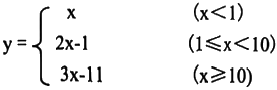 x (x<1)
y = { 2x-1 (1≤x<10)
3x-11 (x≥10)